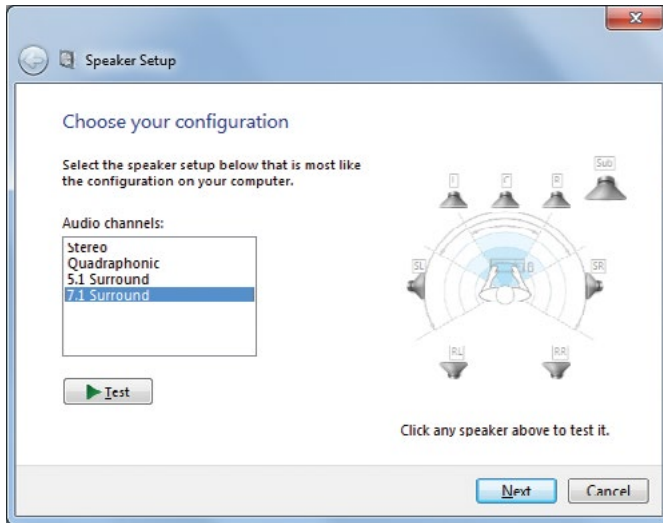 Speaker Setup
Choose your configuration
Select the speaker setup below that is most like
the configuration on your computer.
Audio channels:
Stereo
Quadraphonic
5.1 Surround
7.1 Surround
Test
L
C
R
Sub
SL
SR
RL
RR
Click any speaker above to test it.
Next
Cancel